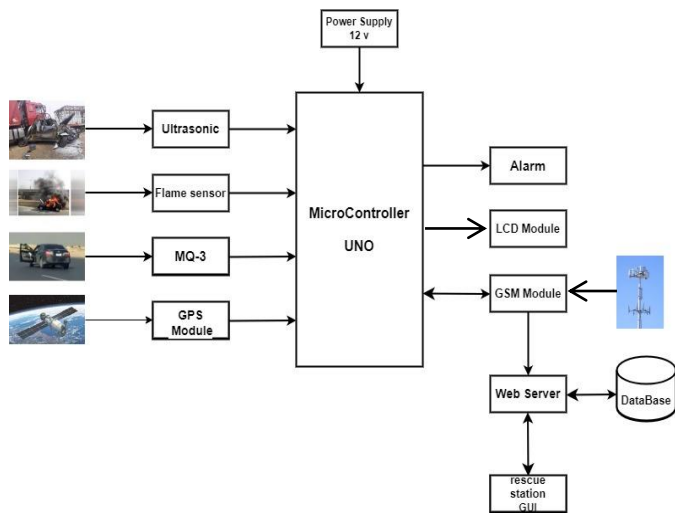 Power Supply
12 v
Ultrasonic
Flame sensor
MQ-3
GPS
Module
MicroController
UNO
Alarm
LCD Module
GSM Module
Web Server
DataBase
rescue
station
GUI